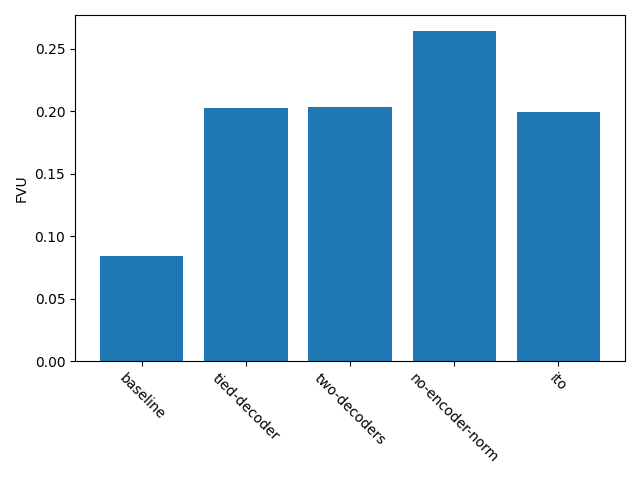 FVU
0.25
0.20
0.15
0.10
0.05
0.00
baseline
tied-decoder
two-decoders
no-encoder-norm
ito